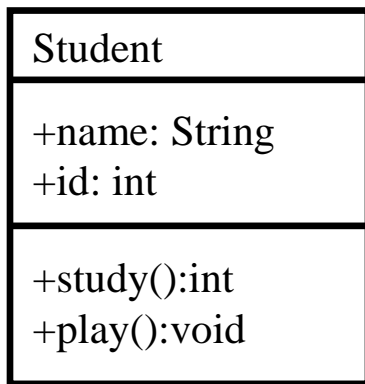 Student
+name: String
+id: int
+study():int
+play():void